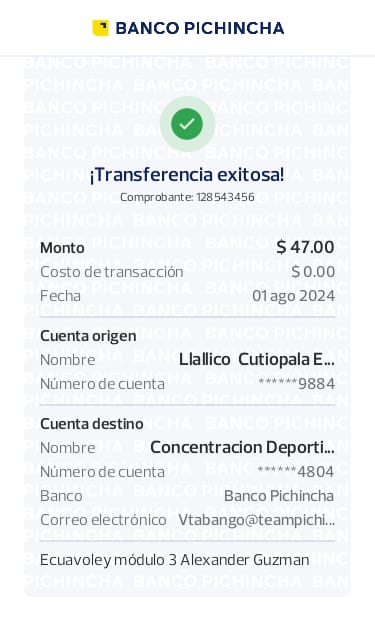 BANCO PICHINCHA
¡Transferencia exitosa!
Comprobante: 128543456
Monto $ 47.00
Costo de transacción $ 0.00
Fecha 01 ago 2024
Cuenta origen
Nombre Llallico Cutiopala E...
Número de cuenta ******9884
Cuenta destino
Nombre Concentracion Deporti...
Número de cuenta ******4804
Banco Banco Pichincha
Correo electrónico Vtabango@teampichi...
Ecuavoley módulo 3 Alexander Guzman